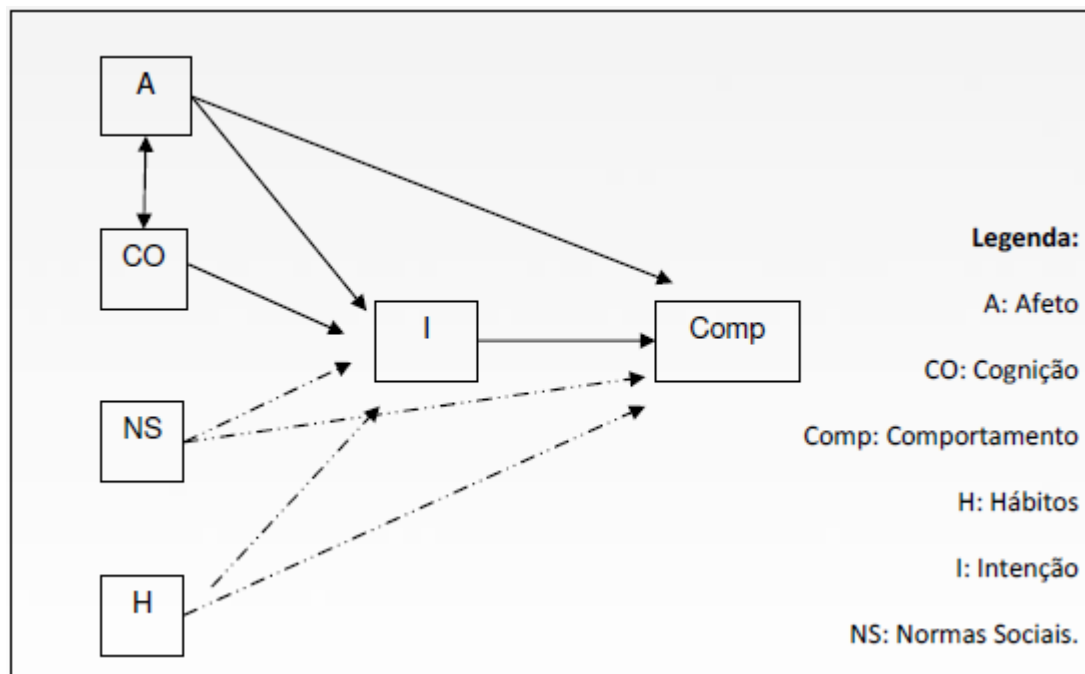 A
CO
I
Comp
NS
H
Legenda:
A: Afeto
CO: Cognição
Comp: Comportamento
H: Hábitos
I: Intenção
NS: Normas Sociais.